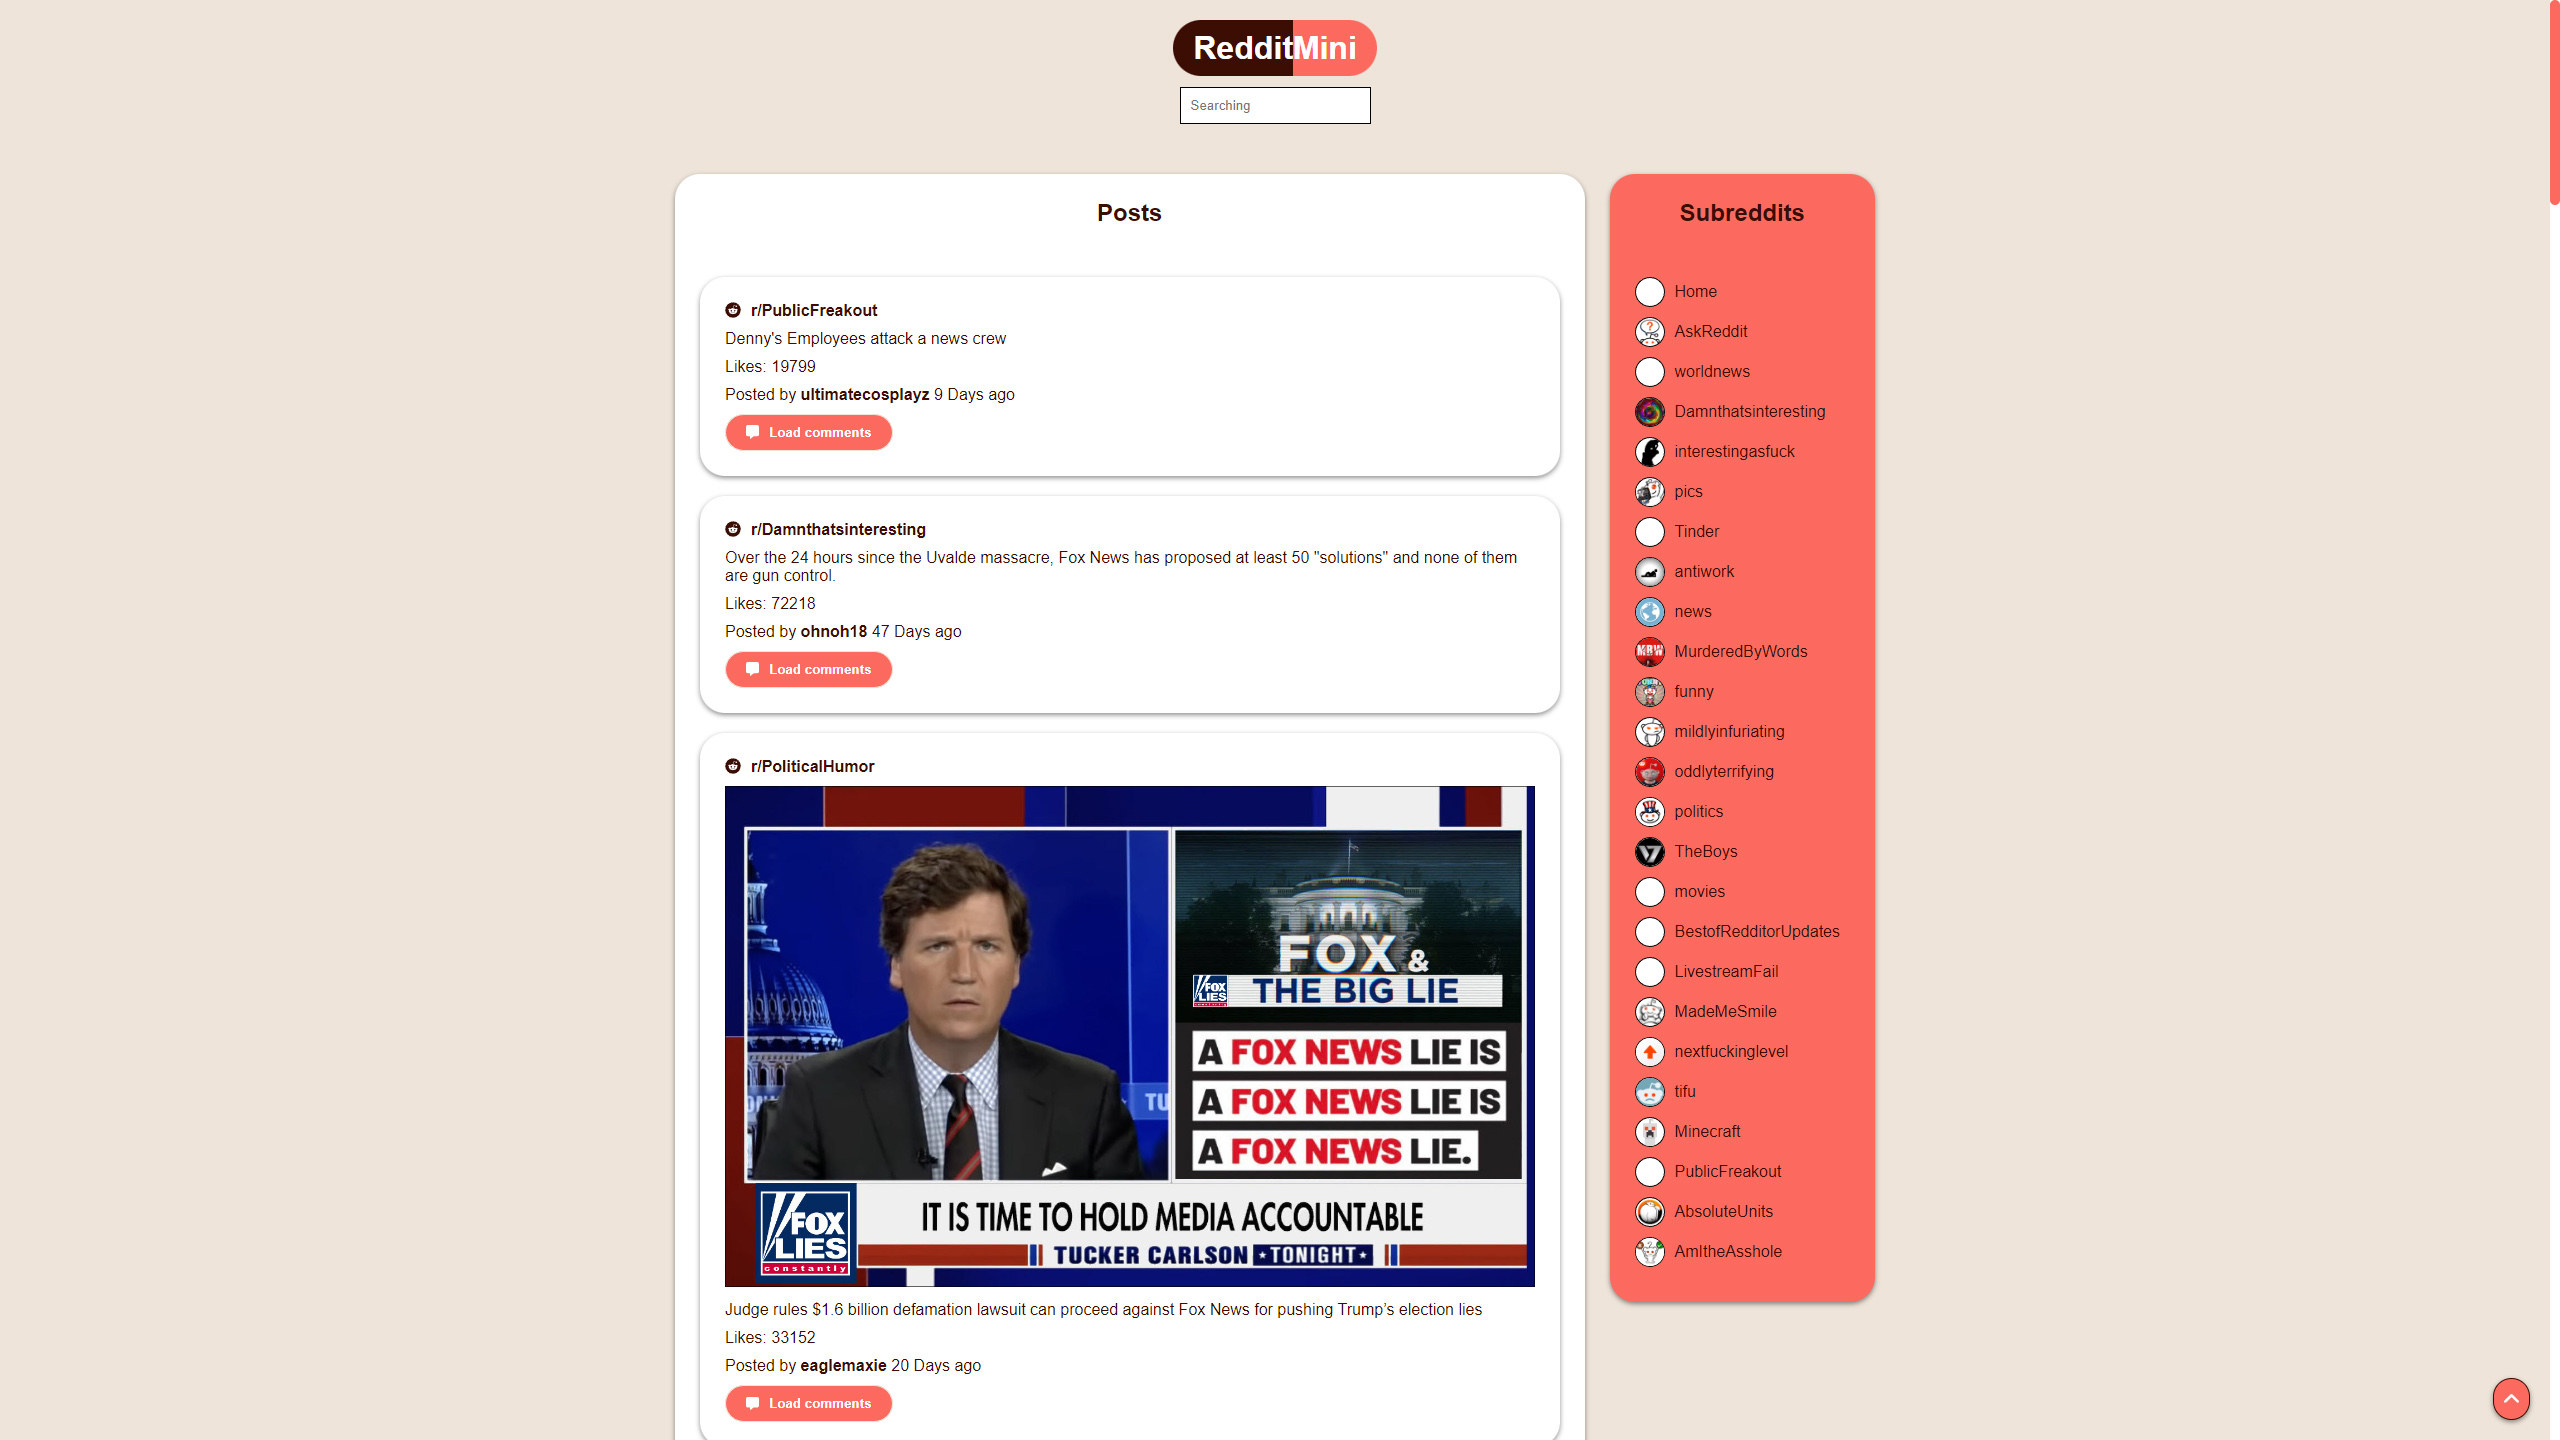 RedditMini
Searching
Posts
r/PublicFreakout
Denny's Employees attack a news crew
Likes: 19799
Posted by ultimatecosplayz 9 Days ago
Load comments
r/Damnthatsinteresting
Over the 24 hours since the Uvalde massacre, Fox News has proposed at least 50 "solutions" and none of them
are gun control.
Likes: 72218
Posted by ohnoh18 47 Days ago
Load comments
r/PoliticalHumor
FOX &
FOX
LIES
THE BIG LIE
A FOX NEWS LIE IS
A FOX NEWS LIE IS
A FOX NEWS LIE.
TU
FOX
LIES
constantly
IT IS TIME TO HOLD MEDIA ACCOUNTABLE
TUCKER CARLSON TONIGHT
Judge rules $1.6 billion defamation lawsuit can proceed against Fox News for pushing Trump’s election lies
Likes: 33152
Posted by eaglemaxie 20 Days ago
Load comments
Subreddits
Home
AskReddit
worldnews
Damnthatsinteresting
interestingasfuck
pics
Tinder
antiwork
news
MBW
MurderedByWords
funny
mildlyinfuriating
oddlyterrifying
politics
TheBoys
movies
BestofRedditorUpdates
LivestreamFail
MadeMeSmile
nextfuckinglevel
tifu
Minecraft
PublicFreakout
AbsoluteUnits
AmItheAsshole